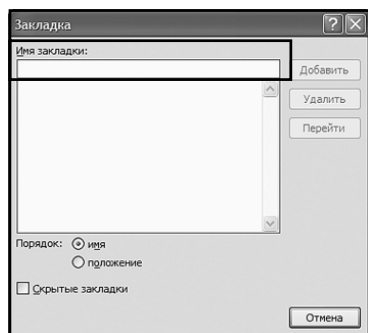 Закладка
Имя закладки:
Добавить
Удалить
Перейти
Порядок: имя
положение
Скрытые закладки
Отмена